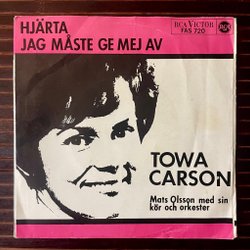 HJÄRTA
JAG MÅSTE GE MEJ AV
RCA VICTOR
FAS 720
RCA
TOWA
CARSON
Mats Olsson med sin
kör och orkester